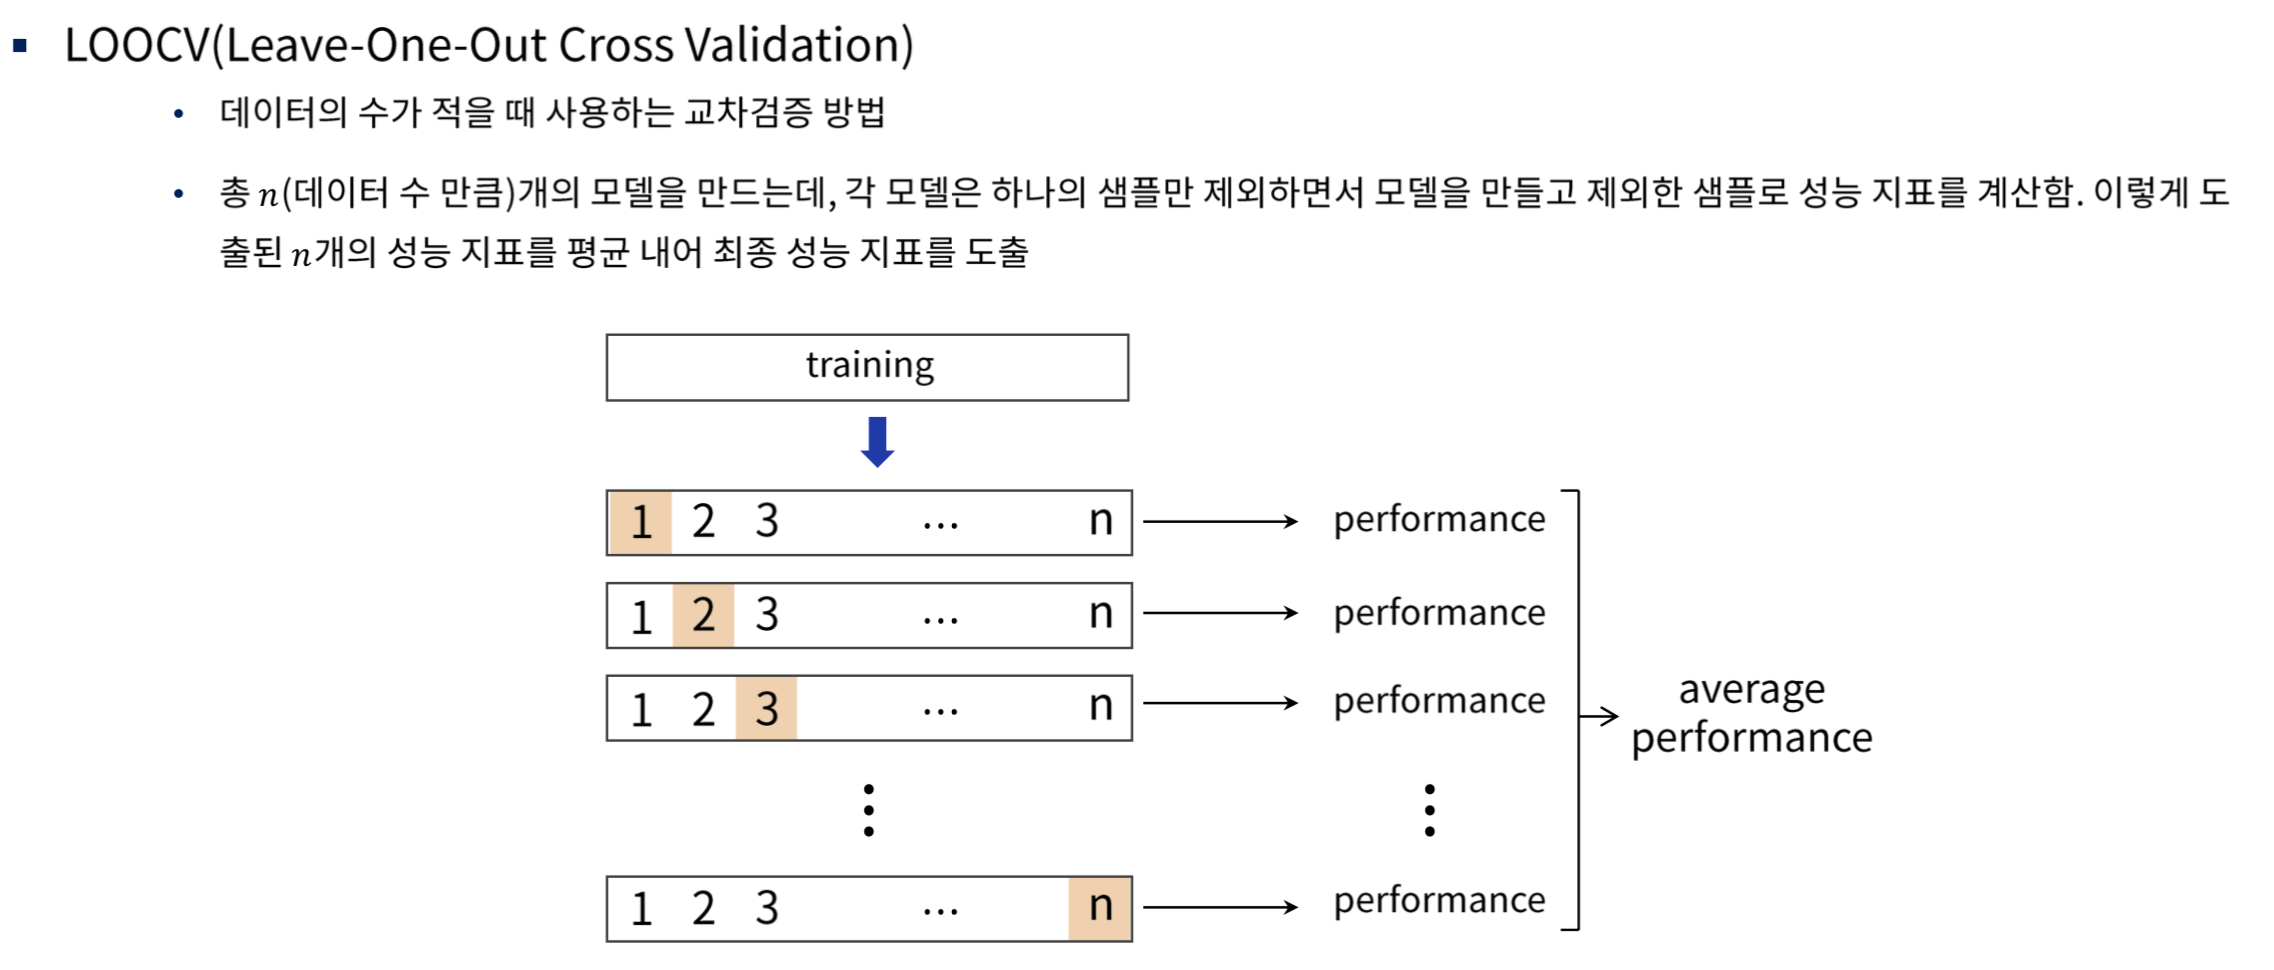 LOOCV(Leave-One-Out Cross Validation)
데이터의 수가 적을 때 사용하는 교차검증 방법
총 n(데이터 수 만큼)개의 모델을 만드는데, 각 모델은 하나의 샘플만 제외하면서 모델을 만들고 제외한 샘플로 성능 지표를 계산함. 이렇게 도
출된 n개의 성능 지표를 평균 내어 최종 성능 지표를 도출
training
1 2 3 ... n performance
1 2 3 ... n performance
1 2 3 ... n performance
average
performance
1 2 3 ... n performance